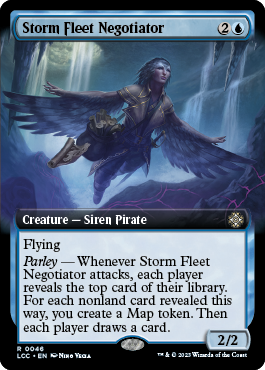 Storm Fleet Negotiator 2
Creature — Siren Pirate
Flying
Parley — Whenever Storm Fleet
Negotiator attacks, each player
reveals the top card of their library.
For each nonland card revealed this
way, you create a Map token. Then
each player draws a card.
2/2
R 0046
LCC • EN Nino Vecia
™ & © 2023 Wizards of the Coast